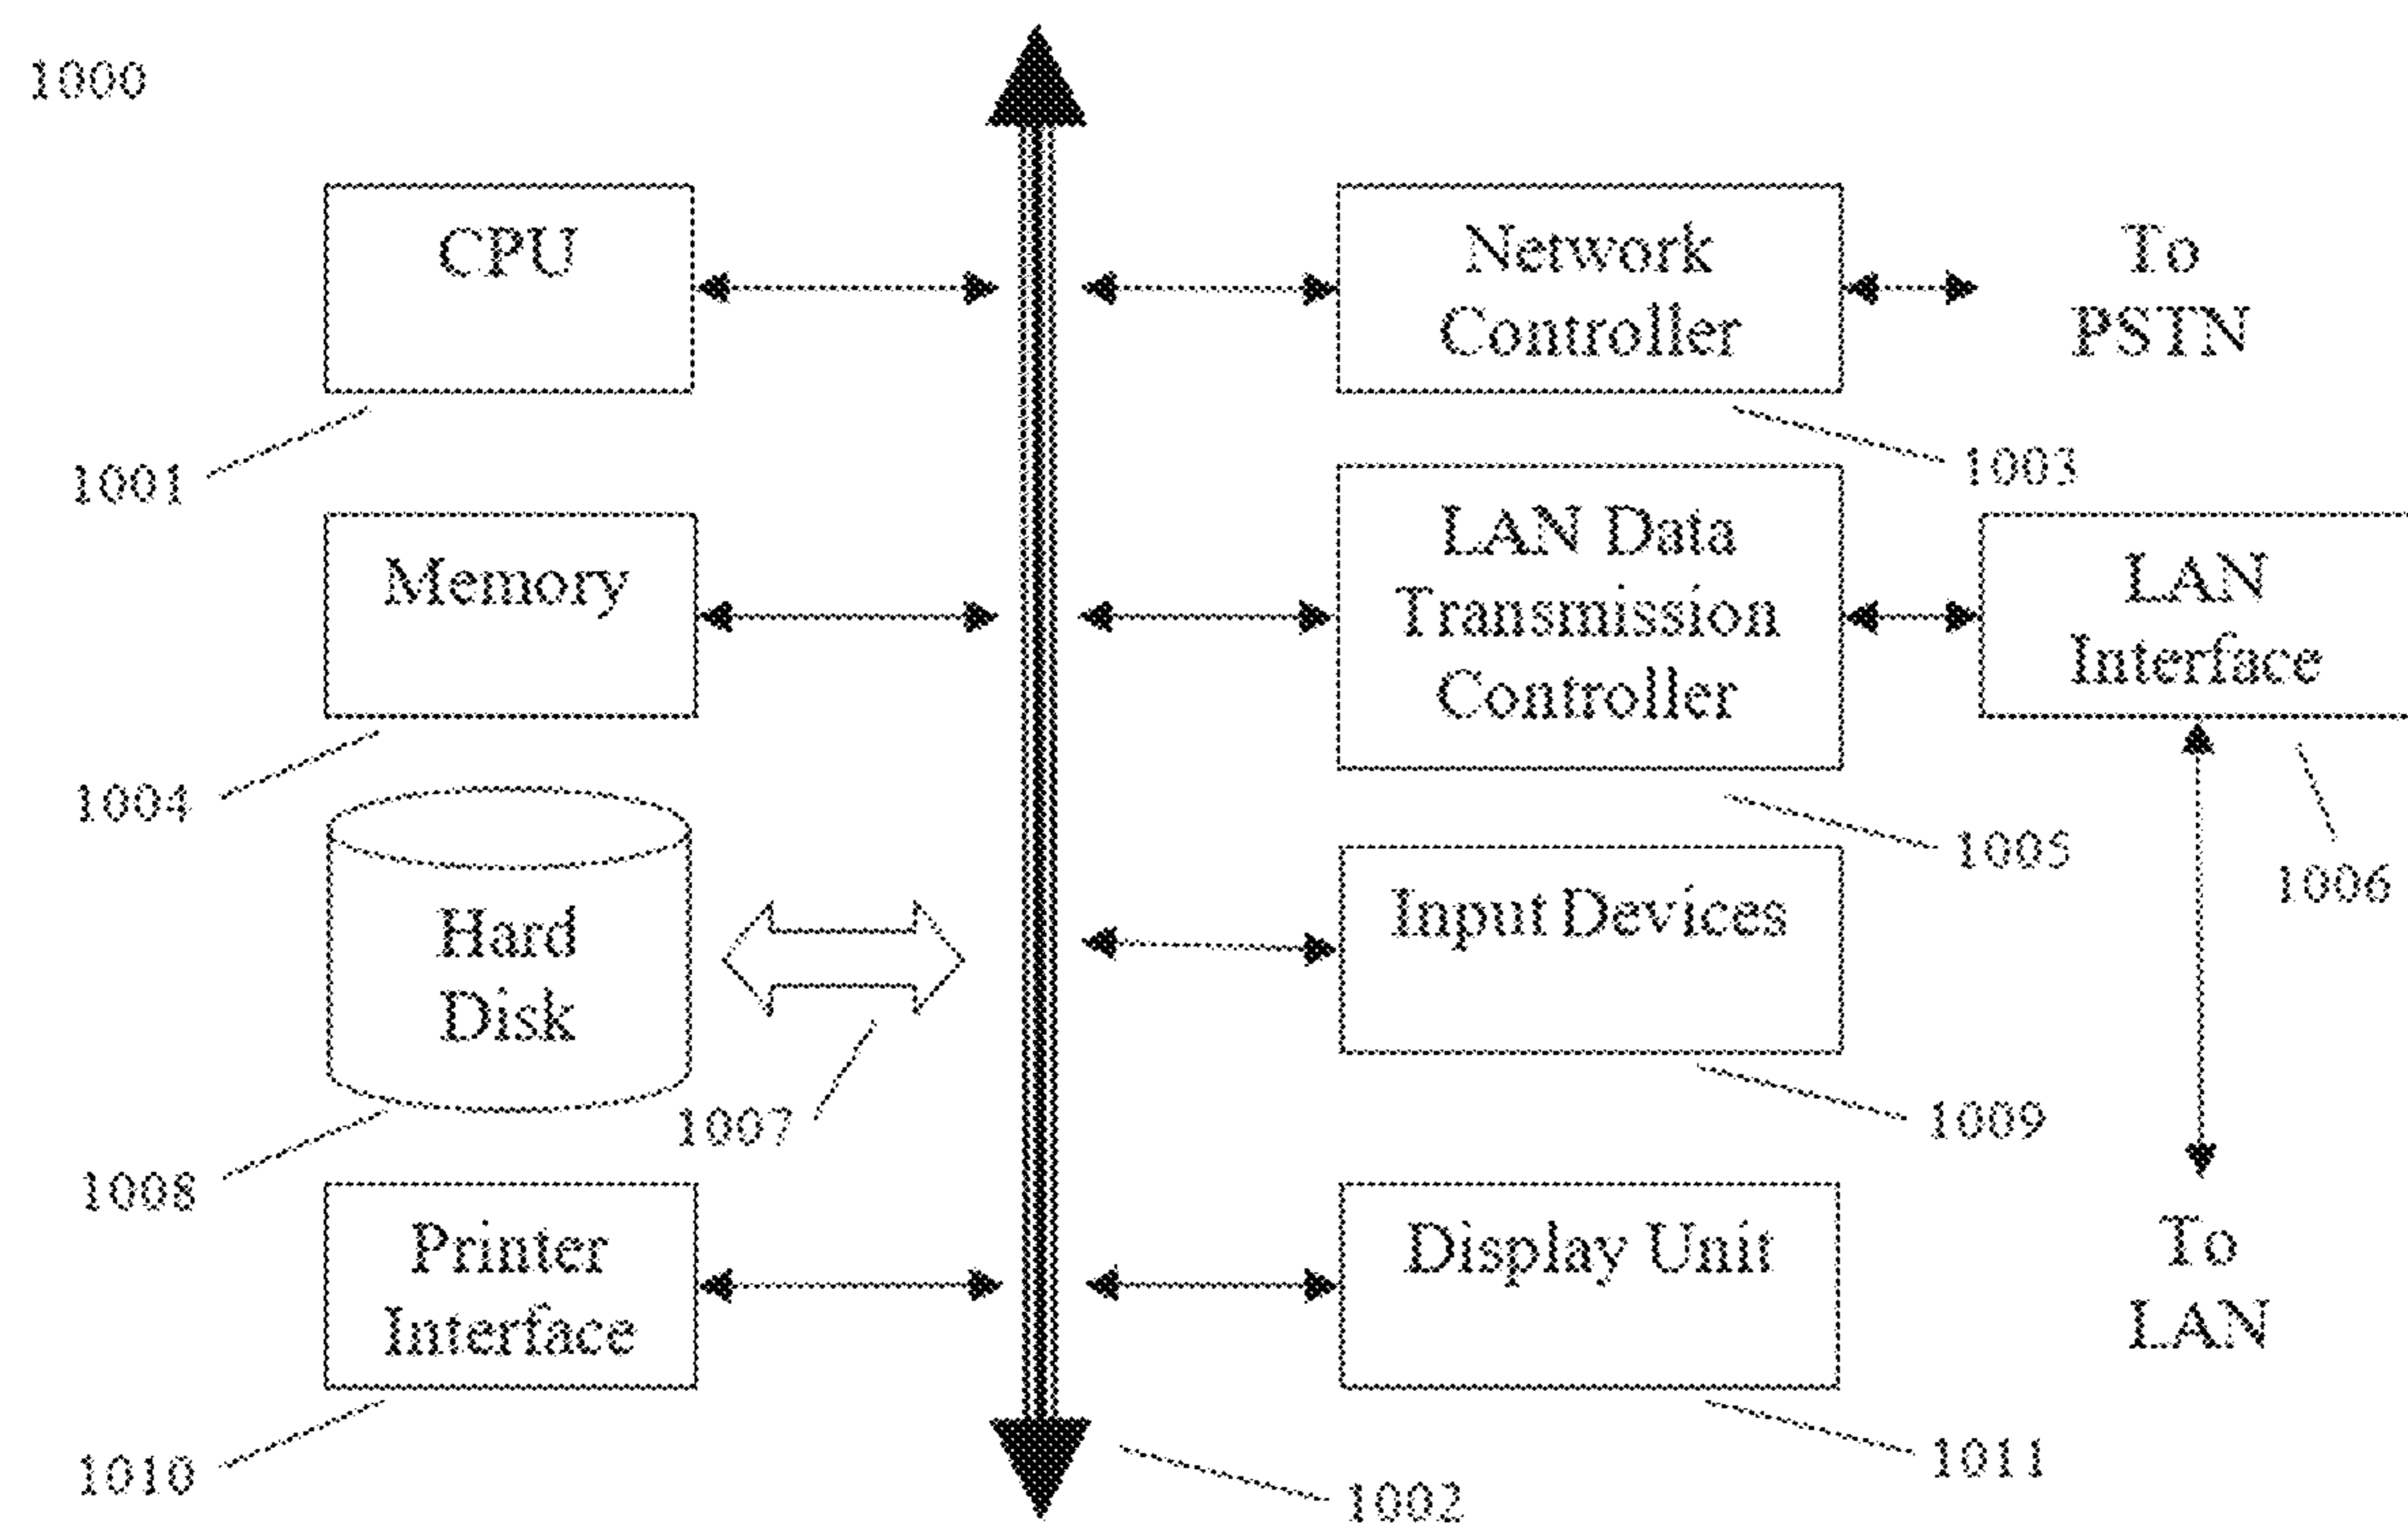 1000
CPU
1001
Network
Controller
1003
To
PSTN
Memory
1004
LAN Data
Transmission
Controller
1005
LAN
Interface
1006
Hard
Disk
1008
1007
Input Devices
1009
Printer
Interface
1010
Display Unit
1011
To
LAN
1002